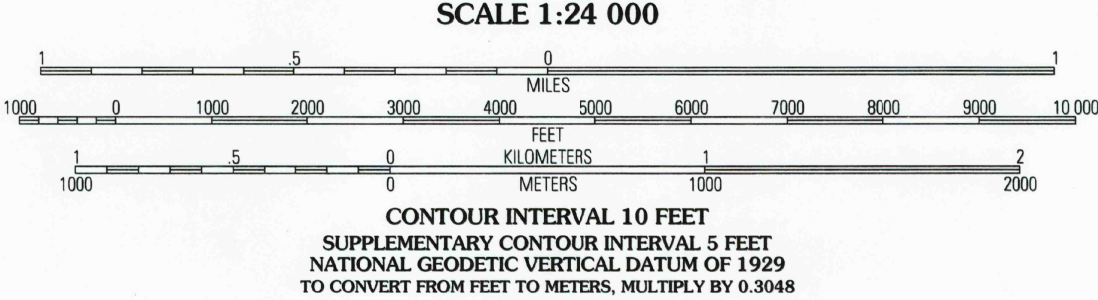 SCALE 1:24 000
1 .5 0 1
MILES
1000 0 1000 2000 3000 4000 5000 6000 7000 8000 9000 10 000
FEET
1 .5 0 KILOMETERS 1 2
1000 0 METERS 1000 2000
CONTOUR INTERVAL 10 FEET
SUPPLEMENTARY CONTOUR INTERVAL 5 FEET
NATIONAL GEODETIC VERTICAL DATUM OF 1929
TO CONVERT FROM FEET TO METERS, MULTIPLY BY 0.3048